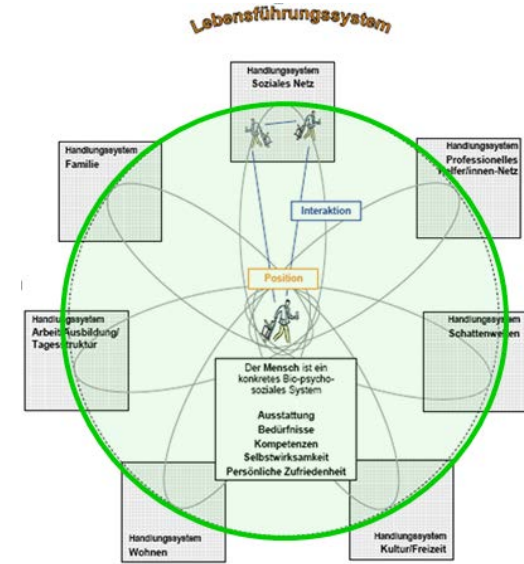 Lebensführungssystem
Handlungssystem
Soziales Netz
Handlungssystem
Familie
Handlungssystem
Professionelles
Helfer/innen-Netz
Interaktion
Position
Handlungssystem
Arbeit/Ausbildung/
Tagesstruktur
Handlungssystem
Schattenwelten
Der Mensch ist ein
konkretes Bio-psycho-
soziales System
Ausstattung
Bedürfnisse
Kompetenzen
Selbstwirksamkeit
Persönliche Zufriedenheit
Handlungssystem
Wohnen
Handlungssystem
Kultur/Freizeit